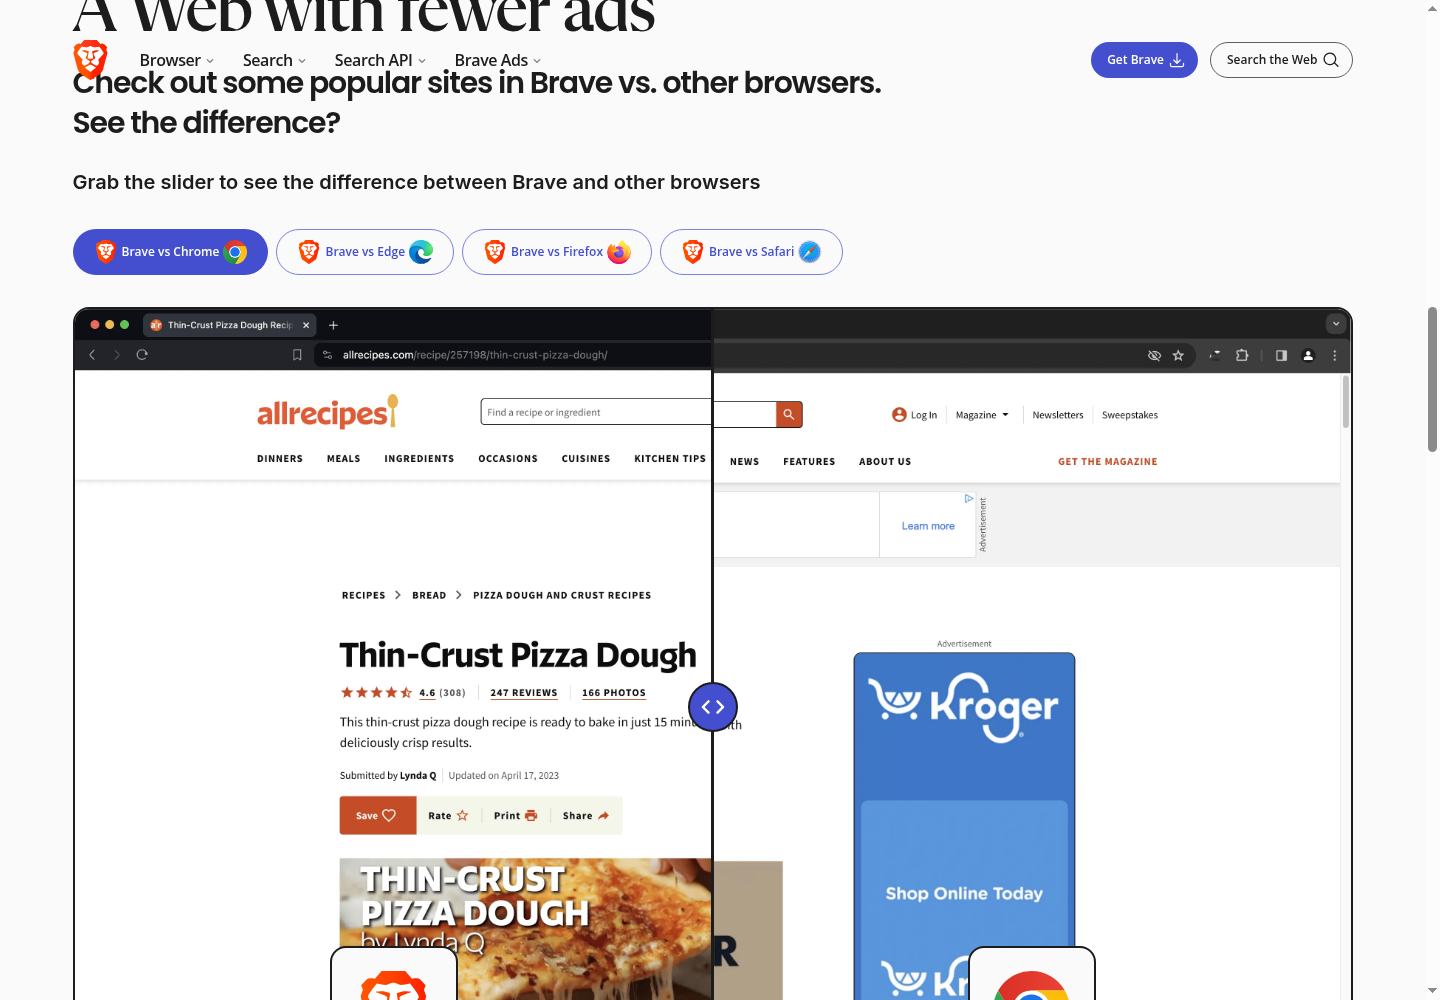 A Web with fewer ads
Browser
Search
Search API
Brave Ads
Get Brave
Search the Web
Check out some popular sites in Brave vs. other browsers.
See the difference?
Grab the slider to see the difference between Brave and other browsers
Brave vs Chrome
Brave vs Edge
Brave vs Firefox
Brave vs Safari
Thin-Crust Pizza Dough Recip
allrecipes.com/recipe/257198/thin-crust-pizza-dough/
allrecipes
Find a recipe or ingredient
Log In
Magazine
Newsletters
Sweepstakes
DINNERS
MEALS
INGREDIENTS
OCCASIONS
CUISINES
KITCHEN TIPS
NEWS
FEATURES
ABOUT US
GET THE MAGAZINE
Learn more
Advertisement
RECIPES > BREAD > PIZZA DOUGH AND CRUST RECIPES
Thin-Crust Pizza Dough
4.6 (308)
247 REVIEWS
166 PHOTOS
This thin-crust pizza dough recipe is ready to bake in just 15
deliciously crisp results.
Submitted by Lynda Q
Updated on April 17, 2023
Save
Rate
Print
Share
Advertisement
Kroger
Shop Online Today
THIN-CRUST
PIZZA DOUGH
by Lynda Q